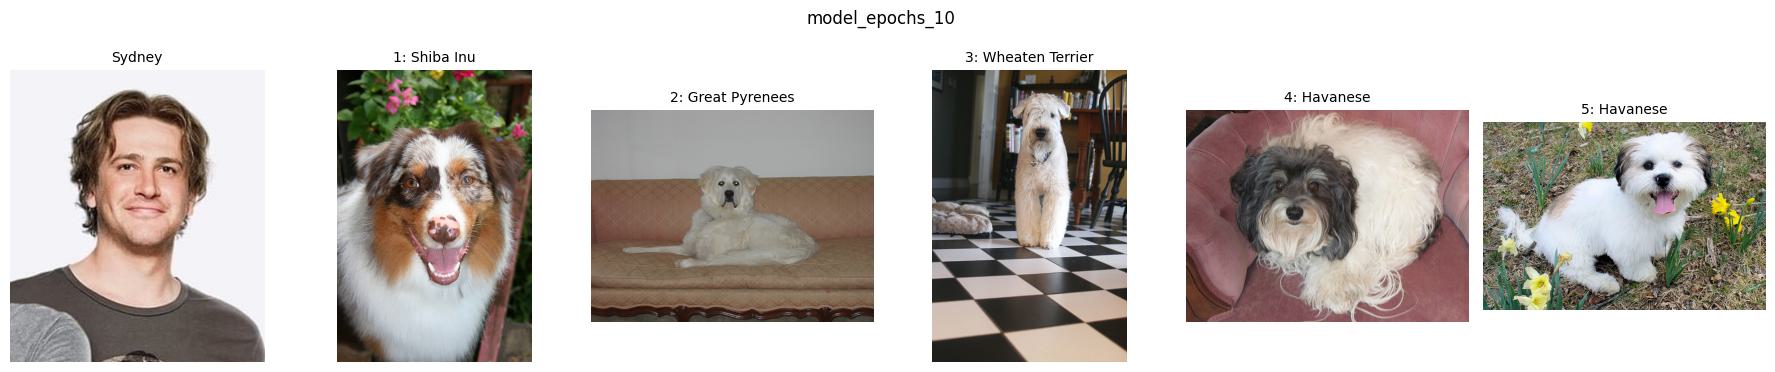 model_epochs_10
Sydney
1: Shiba Inu
2: Great Pyrenees
3: Wheaten Terrier
4: Havanese
5: Havanese